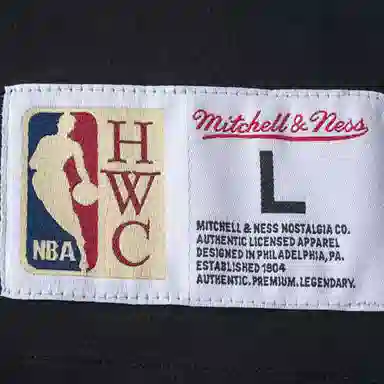 NBA
H
W
C
Mitchell & Ness
L
MITCHELL & NESS NOSTALGIA CO.
AUTHENTIC LICENSED APPAREL
DESIGNED IN PHILADELPHIA, PA.
ESTABLISHED 1904
AUTHENTIC. PREMIUM. LEGENDARY.